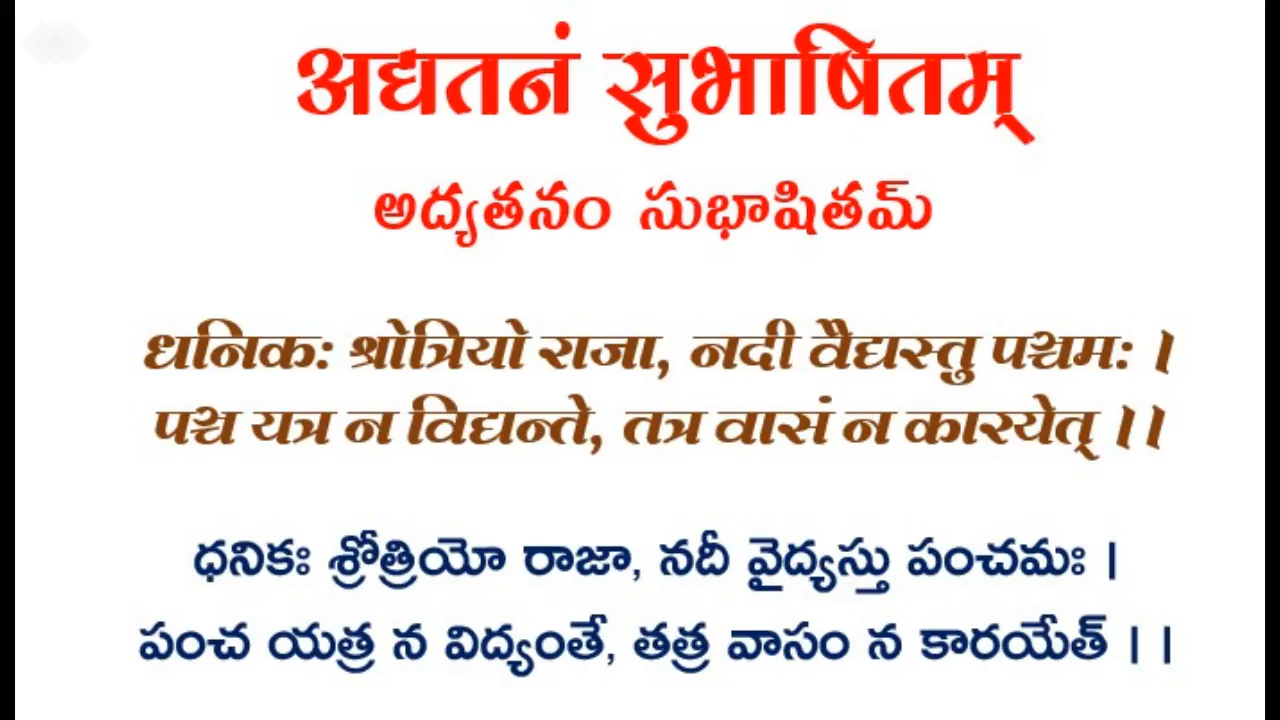 अद्यतनं सुभाषितम्
అద్యతనం సుభాషితమ్
धनिक: श्रोत्रियो राजा, नदी वैद्यस्तु पञ्चम: ।
पञ्च यत्र न विद्यन्ते, तत्र वासं न कारयेत् ।।
ధనికః శ్రోత్రియో రాజా, నదీ వైద్యస్తు పంచమః |
పంచ యత్ర న విద్యంతే, తత్ర వాసం న కారయేత్ | |